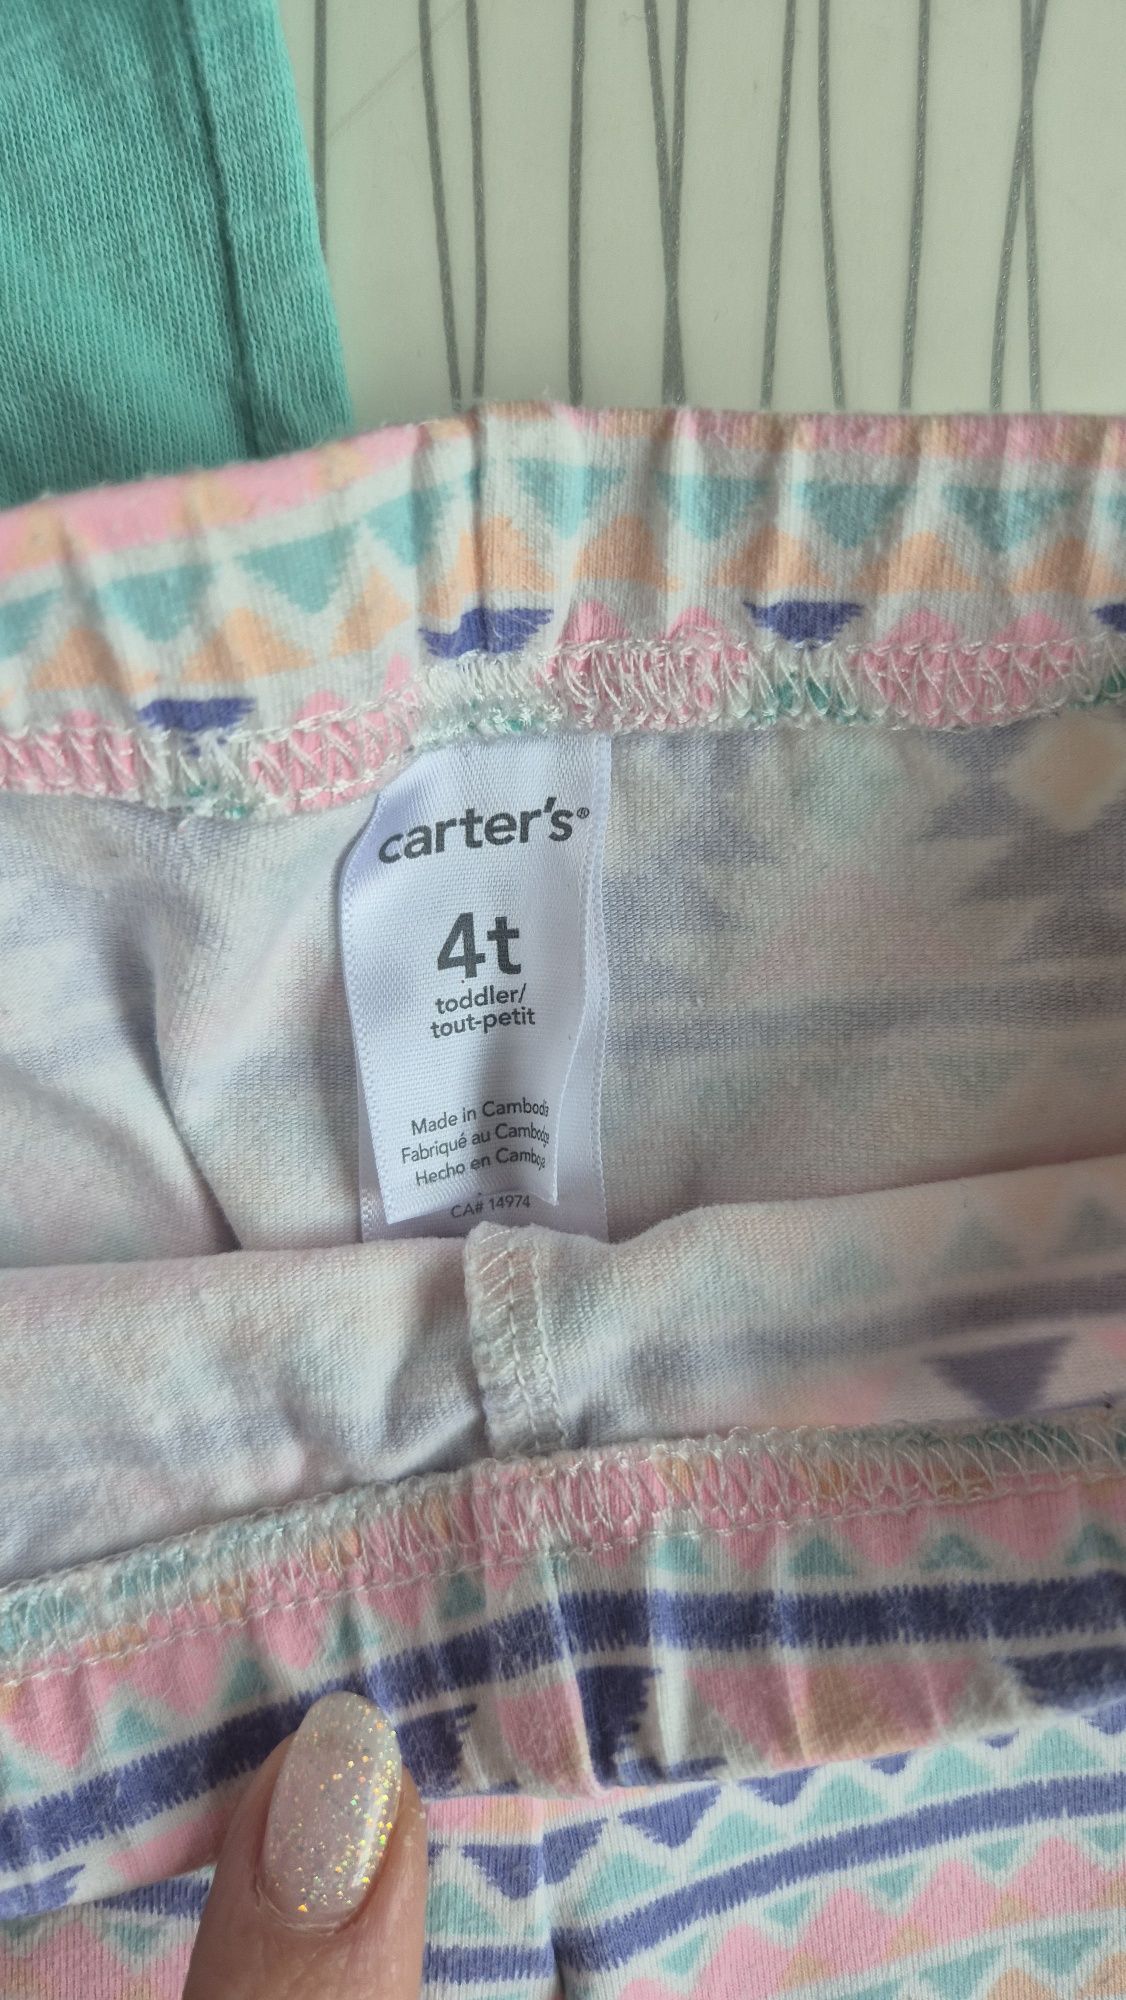 carter's®
4t
toddler/
tout-petit
Made in Cambodia
Fabriqué au Cambodge
Hecho en Camboya
CA# 14974